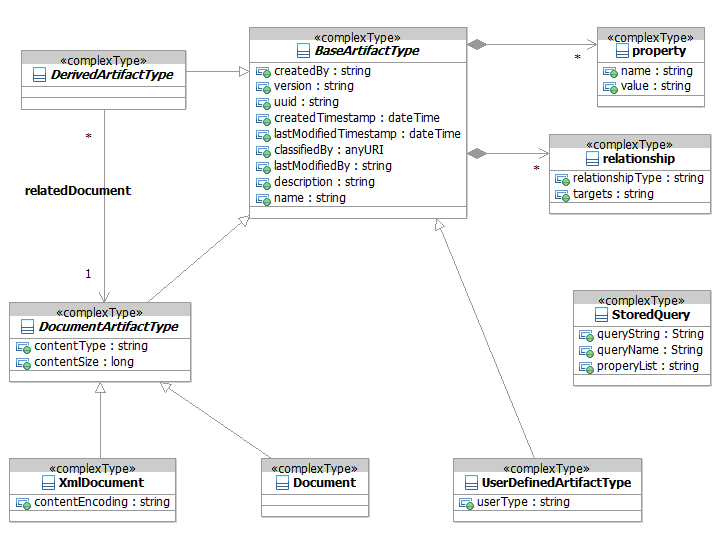 «complexType»
DerivedArtifactType
«complexType»
BaseArtifactType
createdBy : string
version : string
uuid : string
createdTimestamp : dateTime
lastModifiedTimestamp : dateTime
classifiedBy : anyURI
lastModifiedBy : string
description : string
name : string
*
«complexType»
property
name : string
value : string
*
«complexType»
relationship
relationshipType : string
targets : string
*
relatedDocument
1
«complexType»
DocumentArtifactType
contentType : string
contentSize : long
«complexType»
StoredQuery
queryString : String
queryName : String
properyList : string
«complexType»
XmlDocument
contentEncoding : string
«complexType»
Document
«complexType»
UserDefinedArtifactType
userType : string